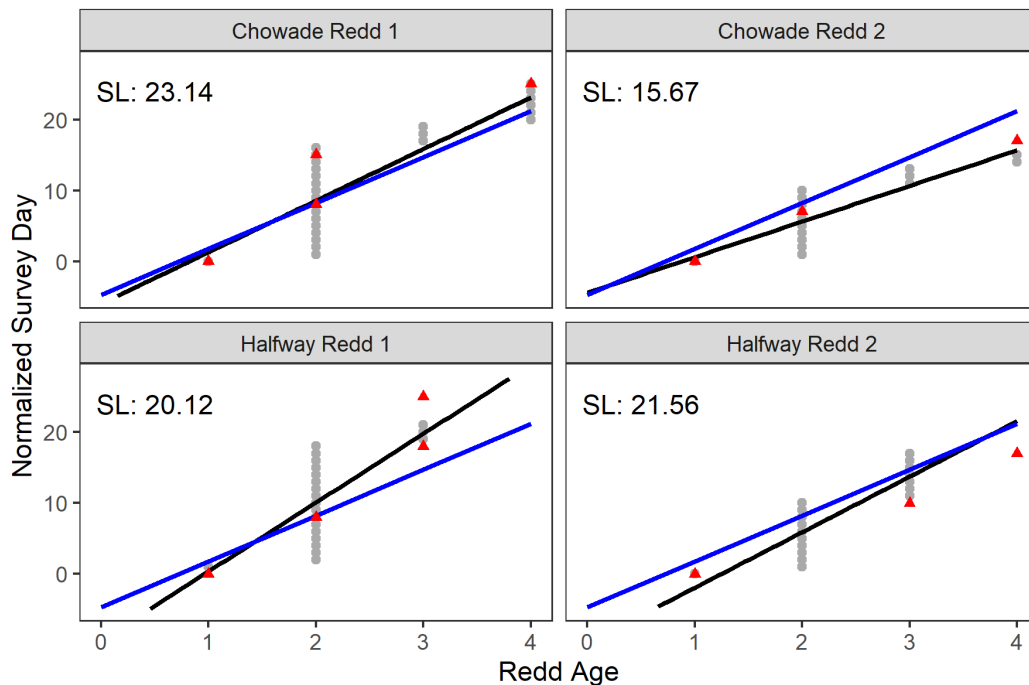 Chowade Redd 1
Chowade Redd 2
SL: 23.14
SL: 15.67
20
10
0
Halfway Redd 1
Halfway Redd 2
SL: 20.12
SL: 21.56
20
10
0
0 1 2 3 4
0 1 2 3 4
Normalized Survey Day
Redd Age